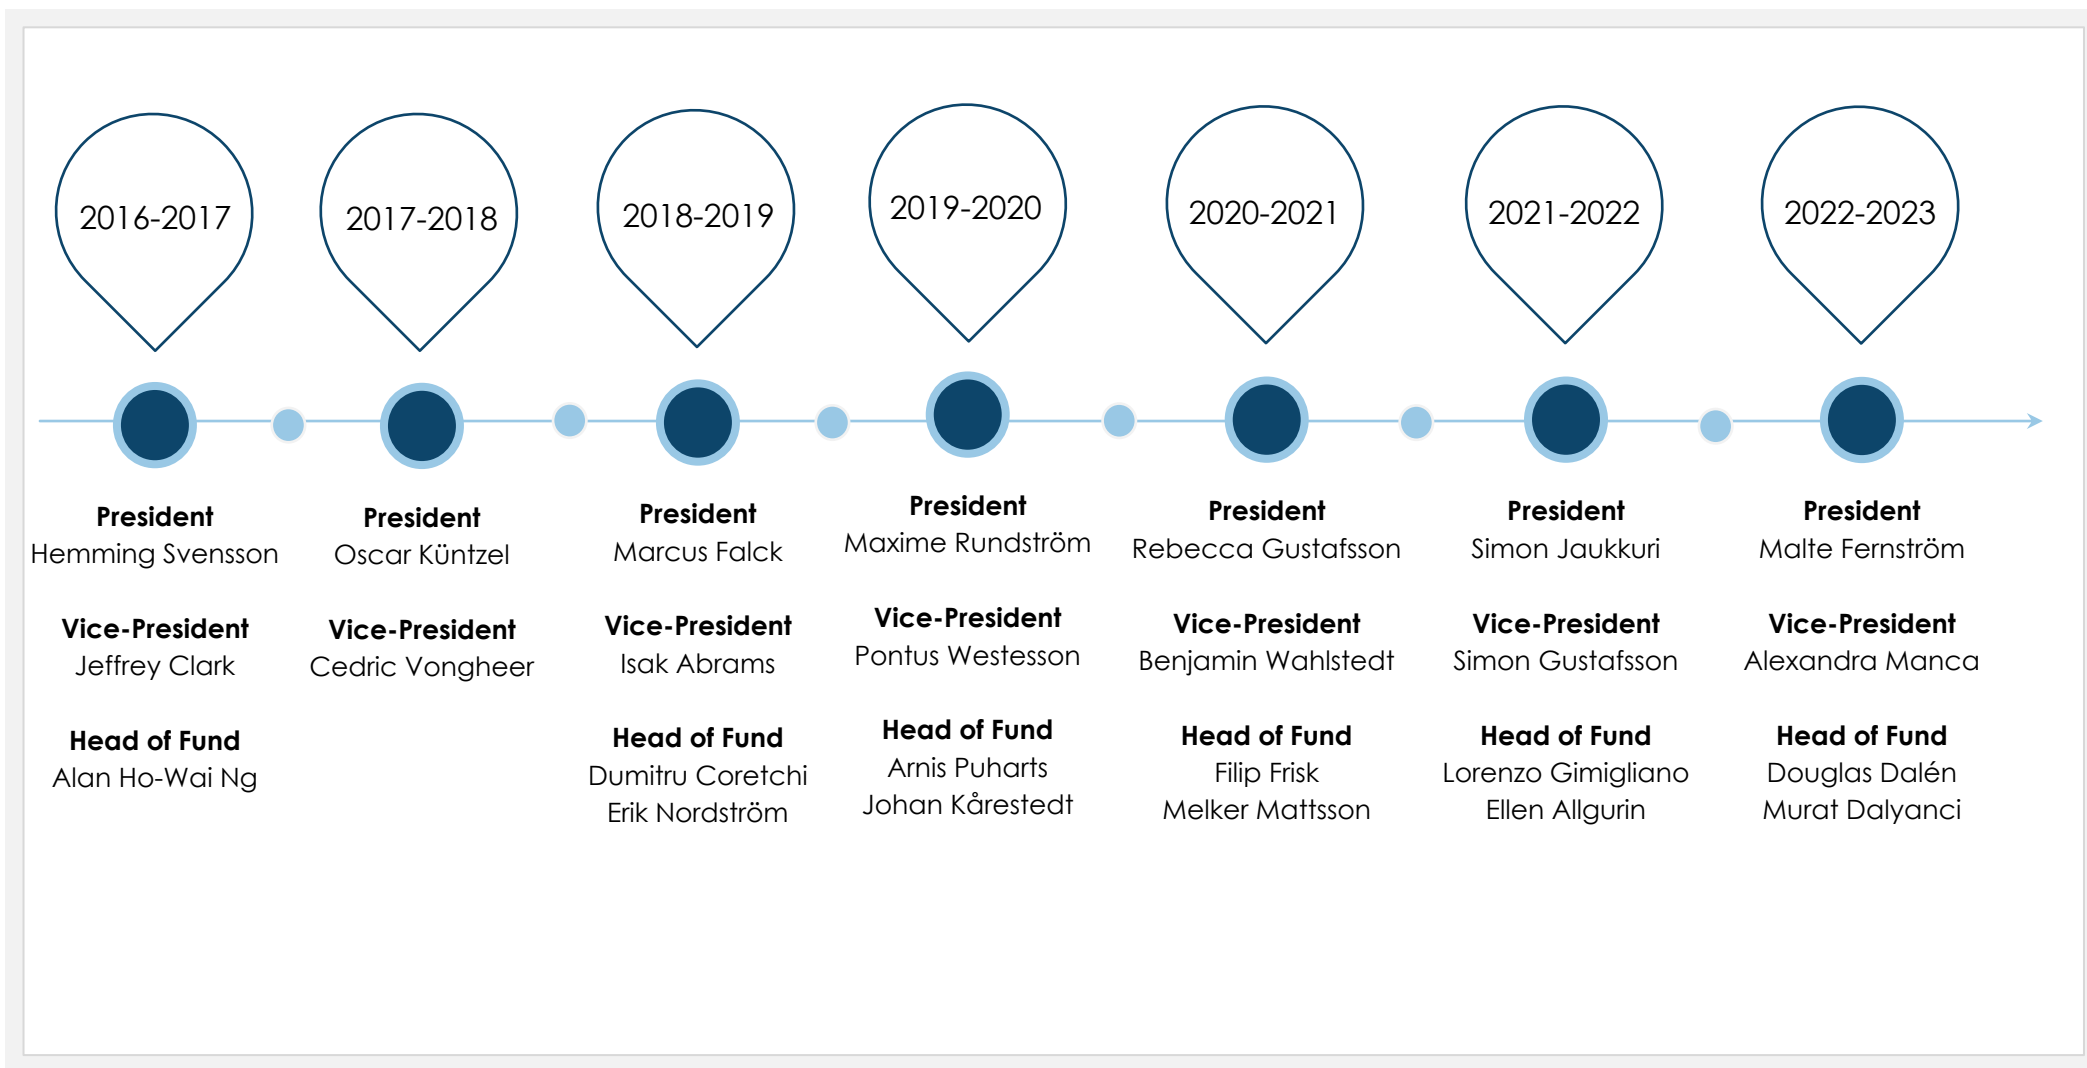 2016-2017
President
Hemming Svensson
Vice-President
Jeffrey Clark
Head of Fund
Alan Ho-Wai Ng
2017-2018
President
Oscar Küntzel
Vice-President
Cedric Vongheer
2018-2019
President
Marcus Falck
Vice-President
Isak Abrams
Head of Fund
Dumitru Coretchi
Erik Nordström
2019-2020
President
Maxime Rundström
Vice-President
Pontus Westesson
Head of Fund
Arnis Puharts
Johan Kårestedt
2020-2021
President
Rebecca Gustafsson
Vice-President
Benjamin Wahlstedt
Head of Fund
Filip Frisk
Melker Mattsson
2021-2022
President
Simon Jaukkuri
Vice-President
Simon Gustafsson
Head of Fund
Lorenzo Gimigliano
Ellen Allgurin
2022-2023
President
Malte Fernström
Vice-President
Alexandra Manca
Head of Fund
Douglas Dalén
Murat Dalyanci